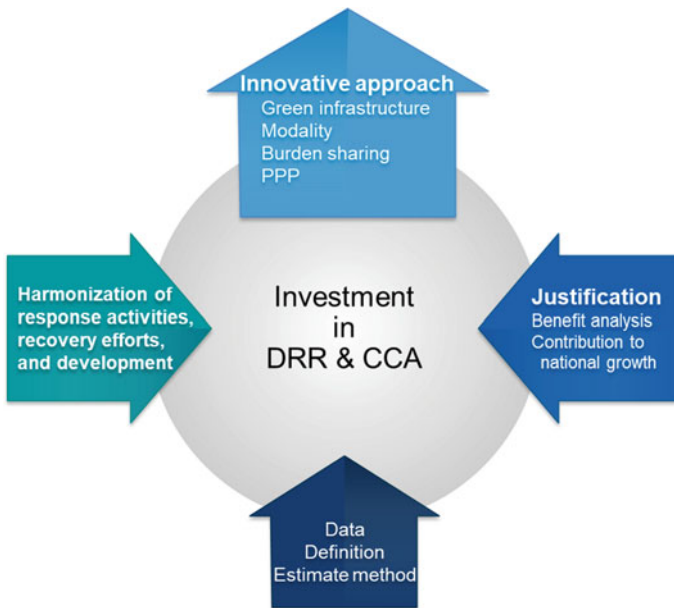 Innovative approach
Green infrastructure
Modality
Burden sharing
PPP
Harmonization of
response activities,
recovery efforts,
and development
Investment
in
DRR & CCA
Justification
Benefit analysis
Contribution to
national growth
Data
Definition
Estimate method